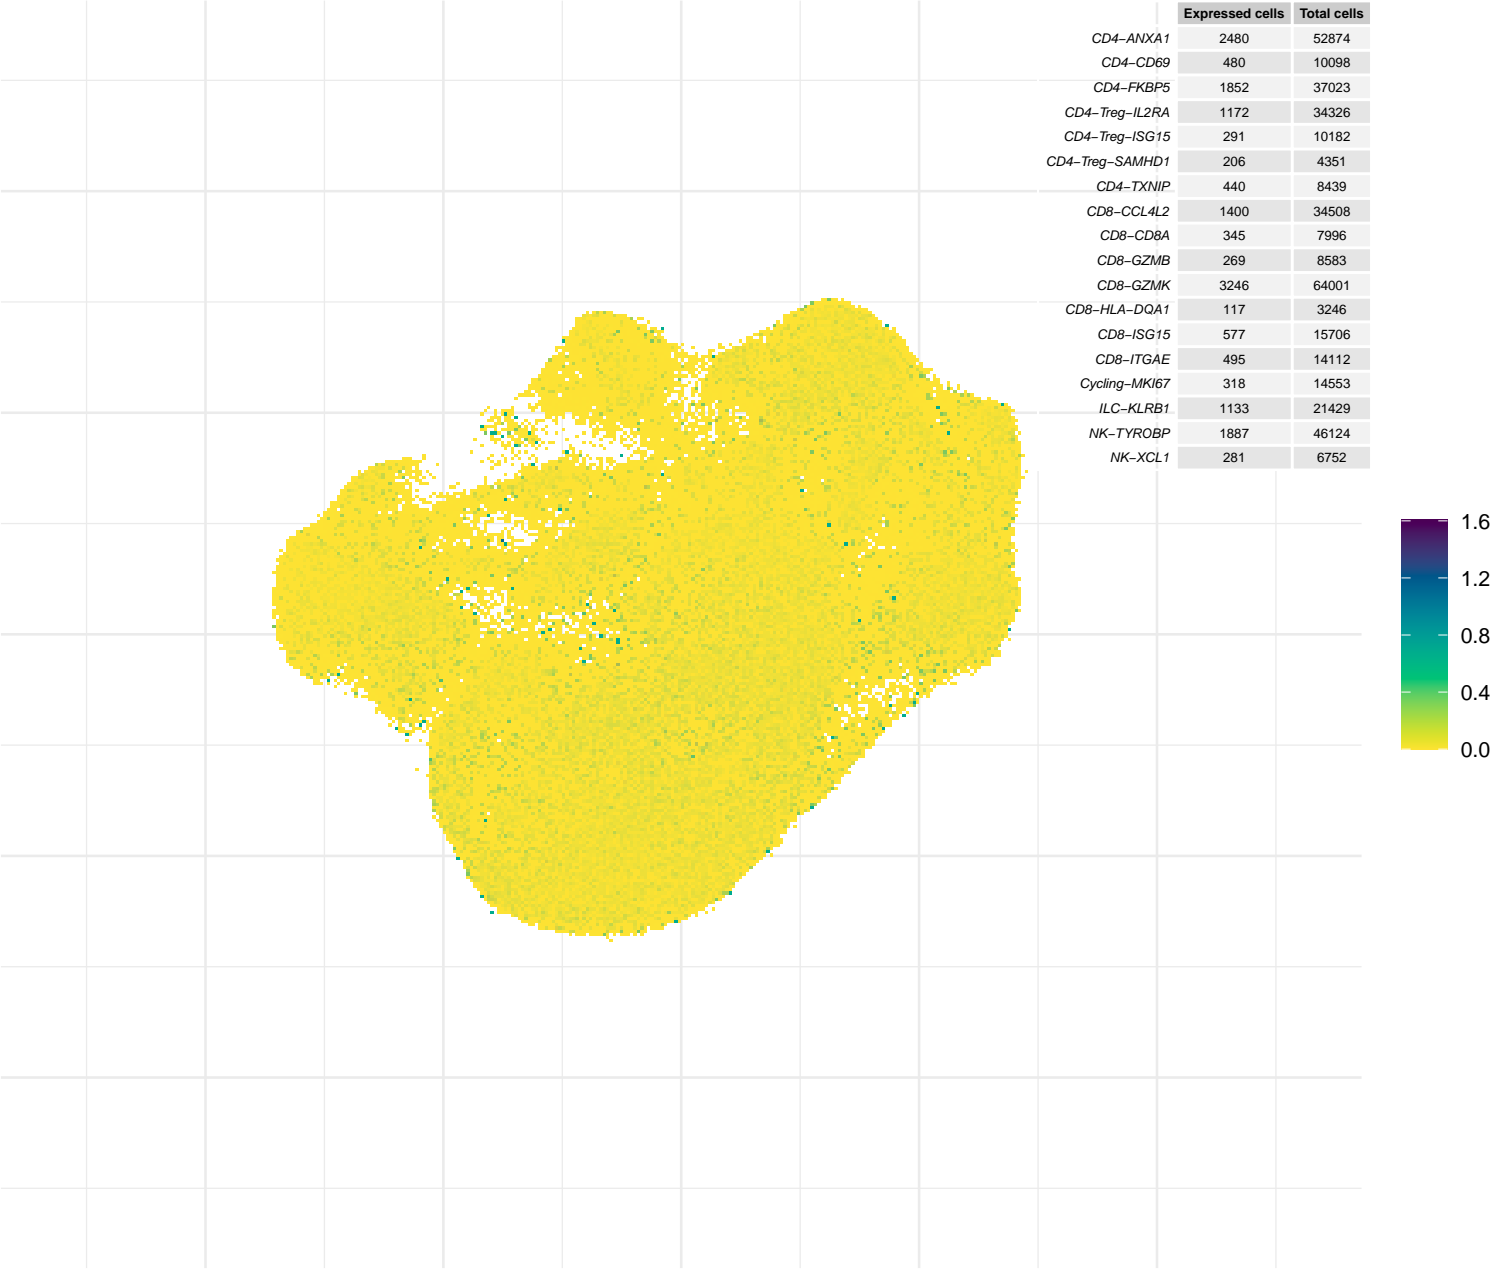 Expressed cells Total cells
CD4−ANXA1 2480 52874
CD4−CD69 480 10098
CD4−FKBP5 1852 37023
CD4−Treg−IL2RA 1172 34326
CD4−Treg−ISG15 291 10182
CD4−Treg−SAMHD1 206 4351
CD4−TXNIP 440 8439
CD8−CCL4L2 1400 34508
CD8−CD8A 345 7996
CD8−GZMB 269 8583
CD8−GZMK 3246 64001
CD8−HLA−DQA1 117 3246
CD8−ISG15 577 15706
CD8−ITGAE 495 14112
Cycling−MKI67 318 14553
ILC−KLRB1 1133 21429
NK−TYROBP 1887 46124
NK−XCL1 281 6752
1.6
1.2
0.8
0.4
0.0